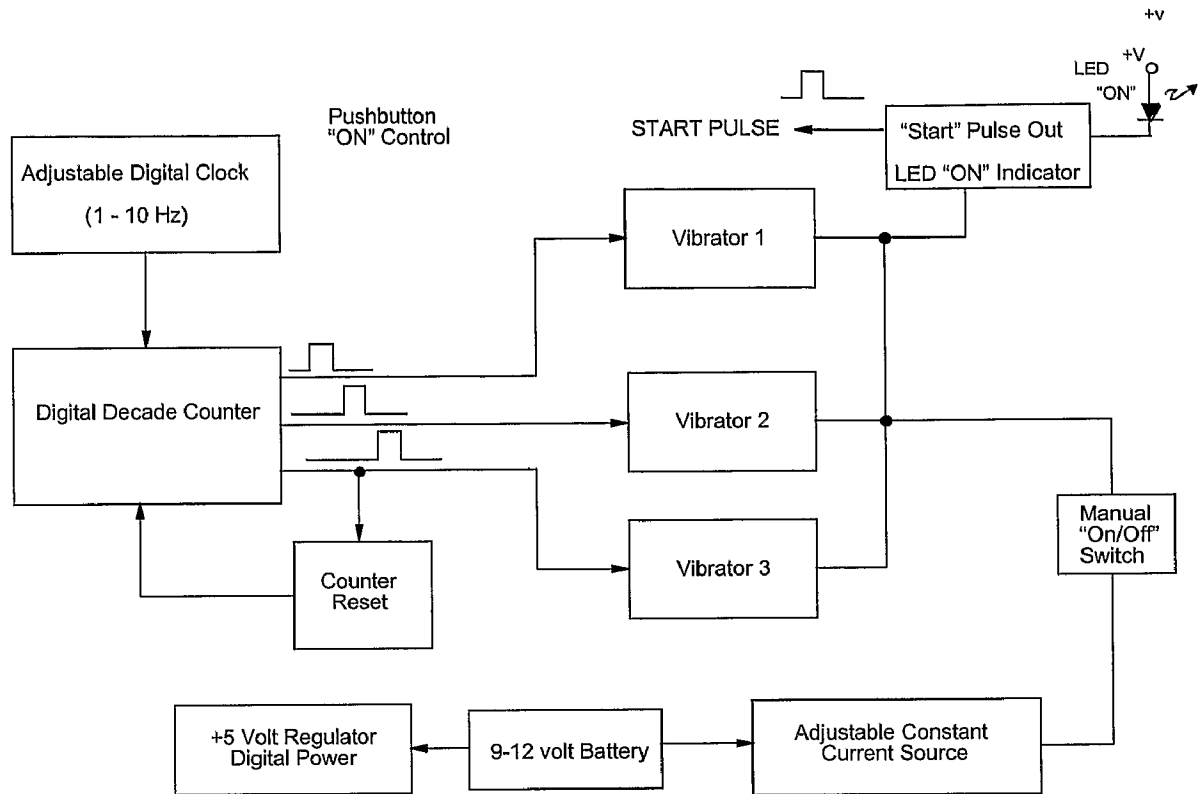 +v
+V
LED
"ON"
Pushbutton
"ON" Control
START PULSE
"Start" Pulse Out
LED "ON" Indicator
Adjustable Digital Clock
(1 - 10 Hz)
Vibrator 1
Digital Decade Counter
Vibrator 2
Manual
"On/Off"
Switch
Vibrator 3
Counter
Reset
+5 Volt Regulator
Digital Power
9-12 volt Battery
Adjustable Constant
Current Source